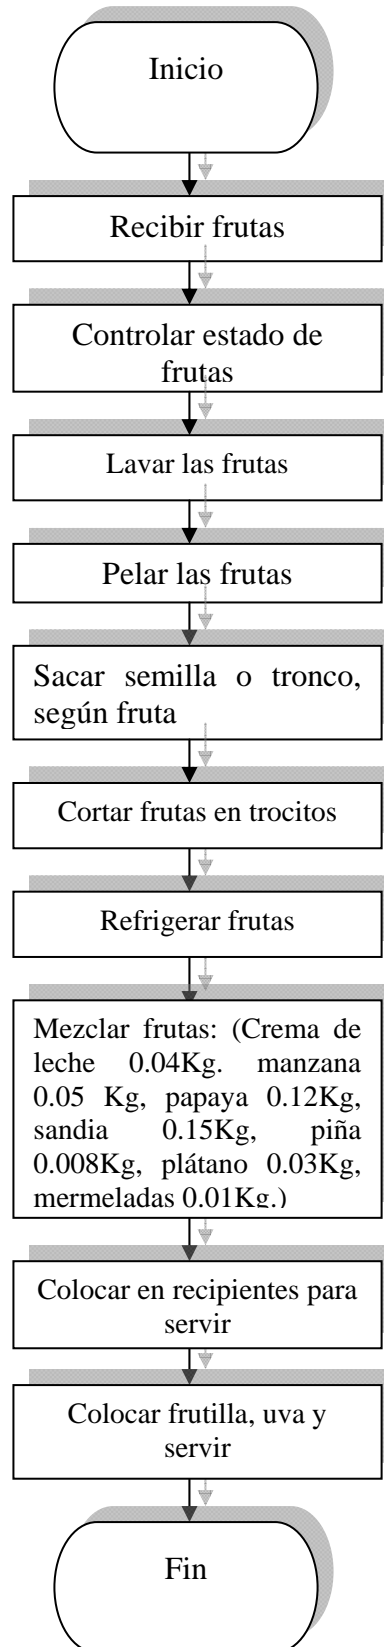 Inicio
Recibir frutas
Controlar estado de
frutas
Lavar las frutas
Pelar las frutas
Sacar semilla o tronco,
según fruta
Cortar frutas en trocitos
Refrigerar frutas
Mezclar frutas: (Crema de
leche 0.04Kg. manzana
0.05 Kg, papaya 0.12Kg,
sandia 0.15Kg, piña
0.008Kg, plátano 0.03Kg,
mermeladas 0.01Kg.)
Colocar en recipientes para
servir
Colocar frutilla, uva y
servir
Fin